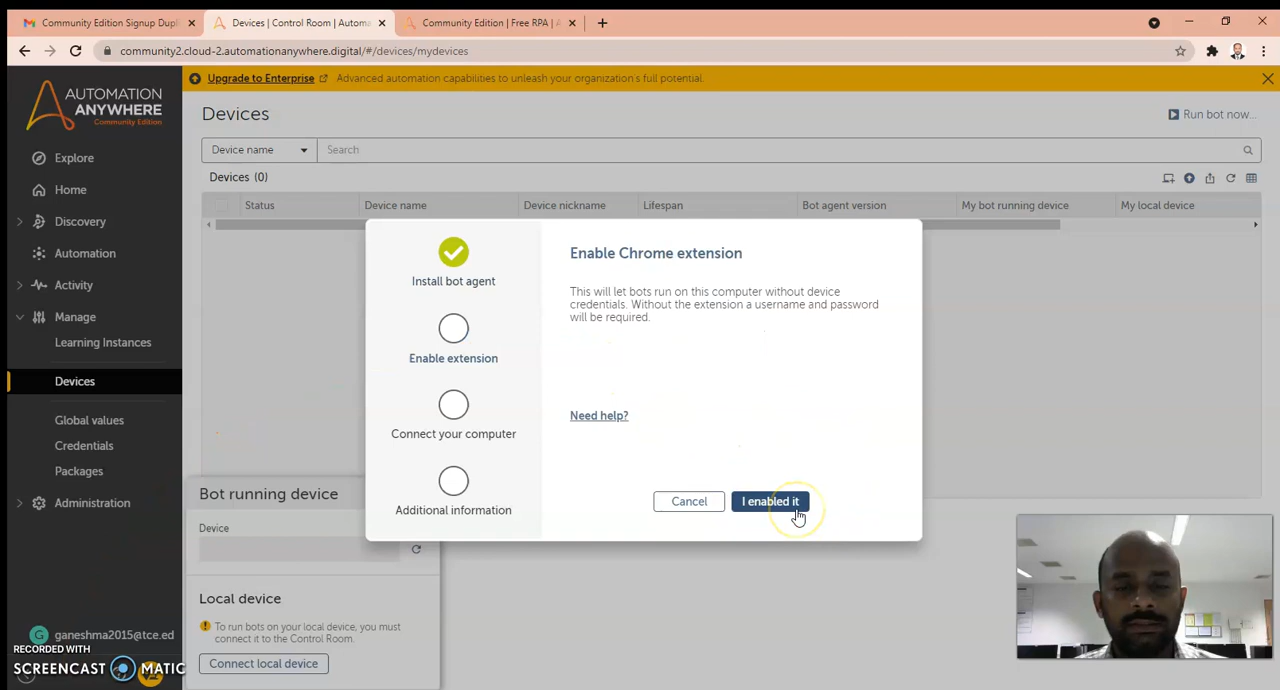 Community Edition Signup Dupl
Devices | Control Room | Automa
Community Edition | Free RPA | A
community2.cloud-2.automationanywhere.digital/#/devices/mydevices
AUTOMATION
ANYWHERE
Community Edition
Upgrade to Enterprise
Advanced automation capabilities to unleash your organization's full potential.
Explore
Home
Discovery
Automation
Activity
Manage
Learning Instances
Devices
Global values
Credentials
Packages
Administration
G
ganeshma2015@tce.ed
RECORDED WITH
SCREENCAST MATIC
Devices
Run bot now...
Device name
Search
Devices (0)
Status
Device name
Device nickname
Lifespan
Bot agent version
My bot running device
My local device
Install bot agent
Enable extension
Connect your computer
Additional information
Enable Chrome extension
This will let bots run on this computer without device
credentials. Without the extension a username and password
will be required.
Need help?
Cancel
I enabled it
Bot running device
Device
Local device
To run bots on your local device, you must
connect it to the Control Room.
Connect local device